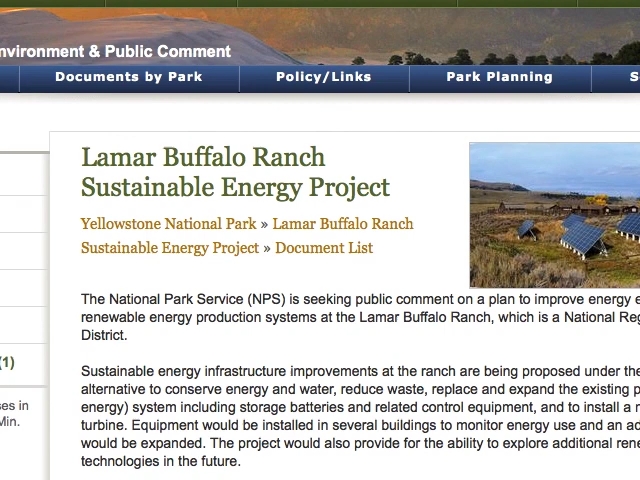 nvironment & Public Comment
Documents by Park Policy/Links Park Planning S
Lamar Buffalo Ranch
Sustainable Energy Project
Yellowstone National Park » Lamar Buffalo Ranch
Sustainable Energy Project » Document List
The National Park Service (NPS) is seeking public comment on a plan to improve energy e
renewable energy production systems at the Lamar Buffalo Ranch, which is a National Reg
District.
(1)
Sustainable energy infrastructure improvements at the ranch are being proposed under the
alternative to conserve energy and water, reduce waste, replace and expand the existing p
ses in
energy) system including storage batteries and related control equipment, and to install a
Min.
turbine. Equipment would be installed in several buildings to monitor energy use and an ad
would be expanded. The project would also provide for the ability to explore additional rene
technologies in the future.